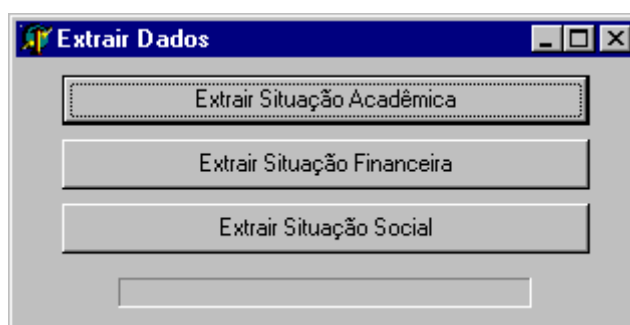 Extrair Dados
Extrair Situação Acadêmica
Extrair Situação Financeira
Extrair Situação Social